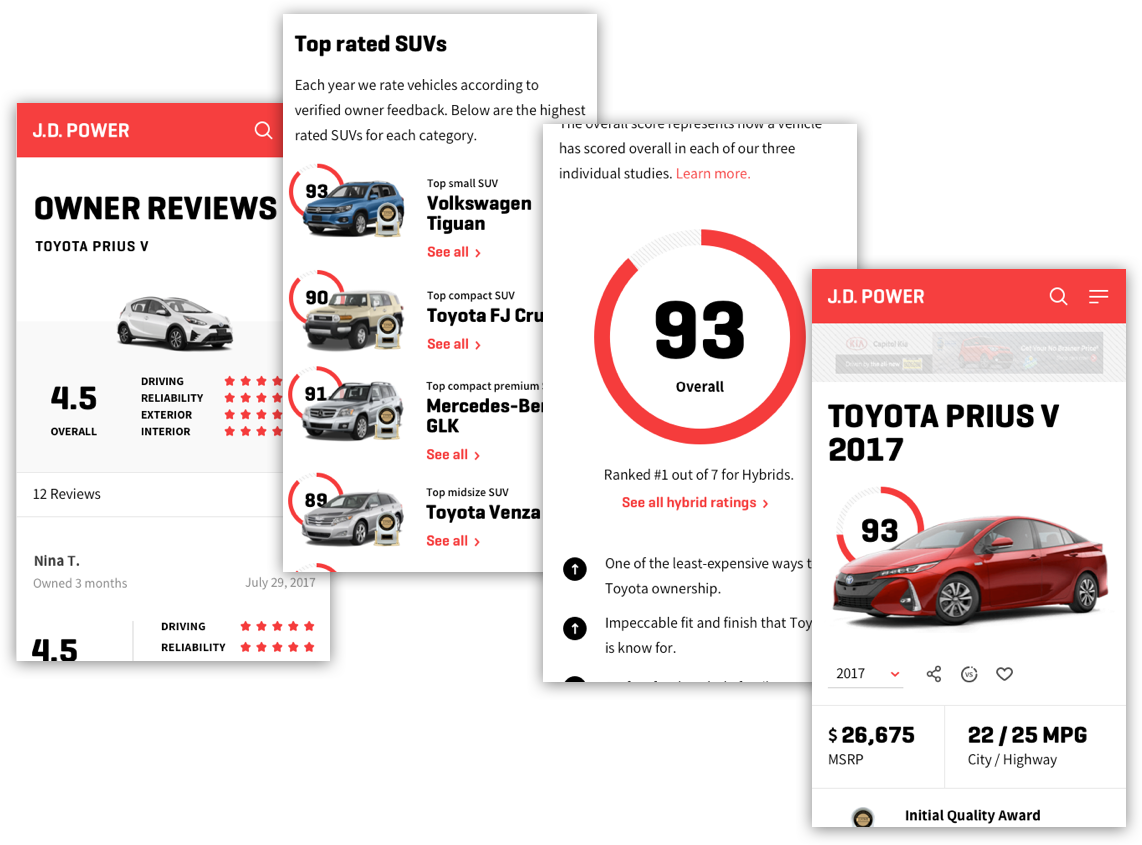 J.D. POWER
OWNER REVIEWS
TOYOTA PRIUS V
4.5
OVERALL
DRIVING
RELIABILITY
EXTERIOR
INTERIOR
12 Reviews
Nina T.
Owned 3 months
July 29, 2017
4.5
DRIVING
RELIABILITY
Top rated SUVs
Each year we rate vehicles according to
verified owner feedback. Below are the highest
rated SUVs for each category.
93
Top small SUV
Volkswagen
Tiguan
See all
90
Top compact SUV
Toyota FJ Cru
See all
91
Top compact premium
Mercedes-Be
GLK
See all
89
Top midsize SUV
Toyota Venza
See all
The overall score represents how a vehicle
has scored overall in each of our three
individual studies. Learn more.
93
Overall
Ranked #1 out of 7 for Hybrids.
See all hybrid ratings
One of the least-expensive ways t
Toyota ownership.
Impeccable fit and finish that Toy
is know for.
J.D. POWER
KIA Capitol Kia
TOYOTA PRIUS V
2017
93
2017
VS
$ 26,675
MSRP
22 / 25 MPG
City / Highway
Initial Quality Award